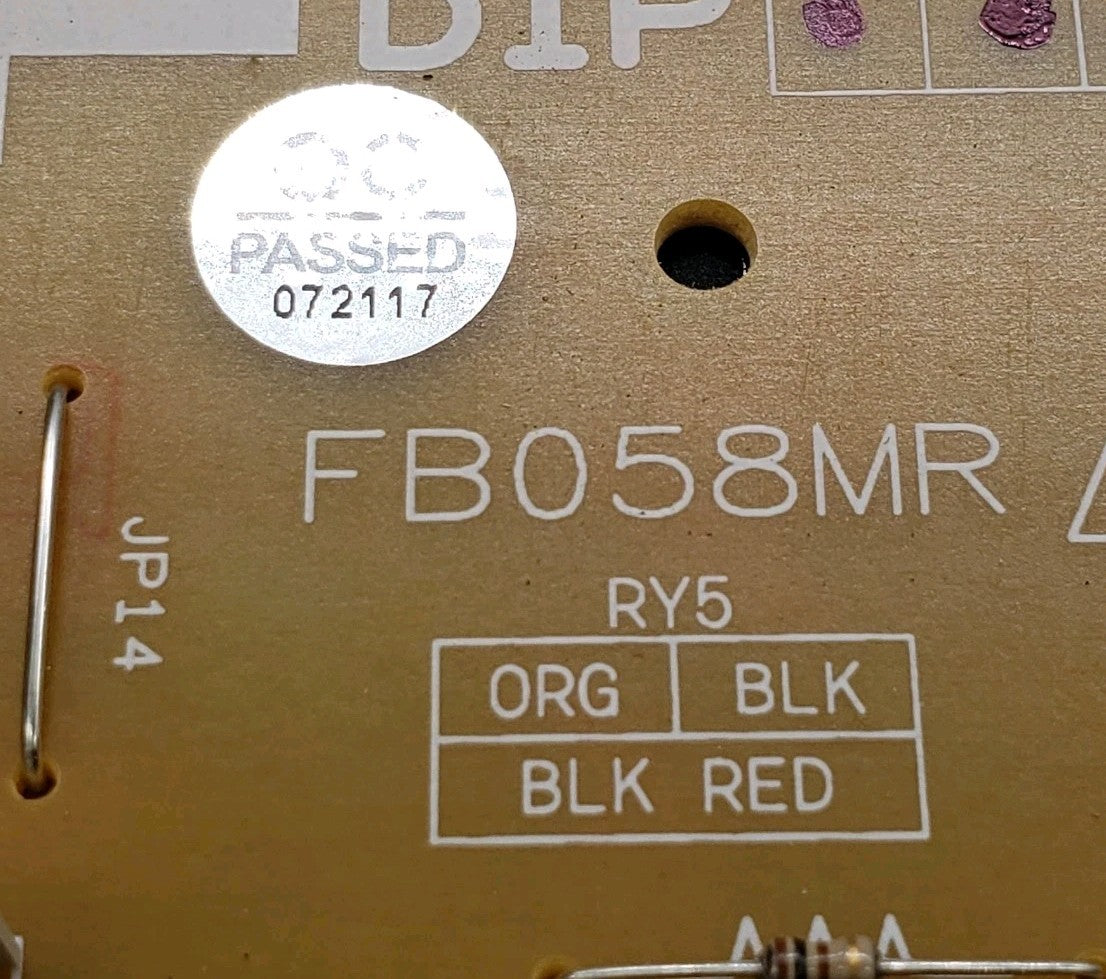 DIP
QC
PASSED
072117
FB058MR
JP14
RY5
ORG BLK
BLK RED